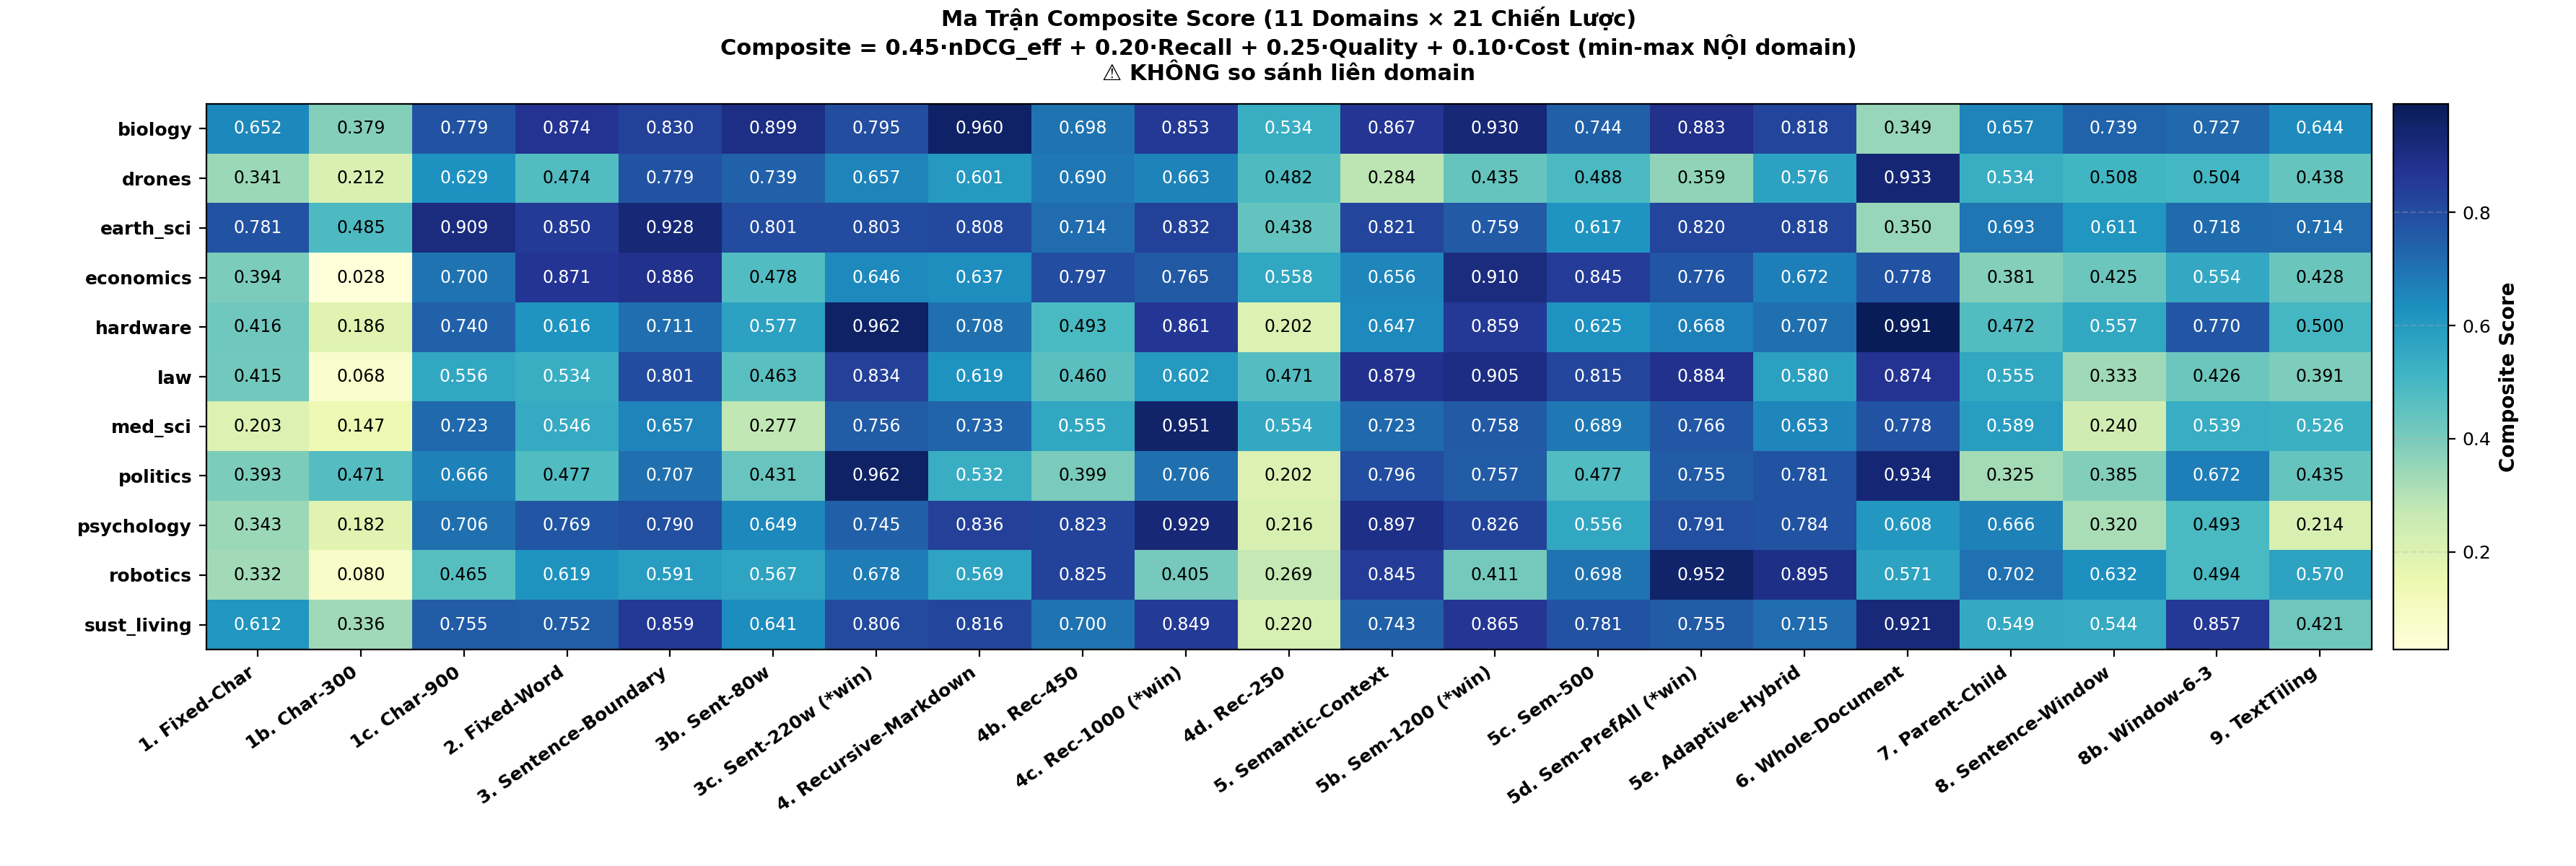 Ma Trận Composite Score (11 Domains × 21 Chiến Lược)
Composite = 0.45·nDCG_eff + 0.20·Recall + 0.25·Quality + 0.10·Cost (min-max NỘI domain)
⚠ KHÔNG so sánh liên domain
biology 0.652 0.379 0.779 0.874 0.830 0.899 0.795 0.960 0.698 0.853 0.534 0.867 0.930 0.744 0.883 0.818 0.349 0.657 0.739 0.727 0.644
drones 0.341 0.212 0.629 0.474 0.779 0.739 0.657 0.601 0.690 0.663 0.482 0.284 0.435 0.488 0.359 0.576 0.933 0.534 0.508 0.504 0.438
earth_sci 0.781 0.485 0.909 0.850 0.928 0.801 0.803 0.808 0.714 0.832 0.438 0.821 0.759 0.617 0.820 0.818 0.350 0.693 0.611 0.718 0.714
economics 0.394 0.028 0.700 0.871 0.886 0.478 0.646 0.637 0.797 0.765 0.558 0.656 0.910 0.845 0.776 0.672 0.778 0.381 0.425 0.554 0.428
hardware 0.416 0.186 0.740 0.616 0.711 0.577 0.962 0.708 0.493 0.861 0.202 0.647 0.859 0.625 0.668 0.707 0.991 0.472 0.557 0.770 0.500
law 0.415 0.068 0.556 0.534 0.801 0.463 0.834 0.619 0.460 0.602 0.471 0.879 0.905 0.815 0.884 0.580 0.874 0.555 0.333 0.426 0.391
med_sci 0.203 0.147 0.723 0.546 0.657 0.277 0.756 0.733 0.555 0.951 0.554 0.723 0.758 0.689 0.766 0.653 0.778 0.589 0.240 0.539 0.526
politics 0.393 0.471 0.666 0.477 0.707 0.431 0.962 0.532 0.399 0.706 0.202 0.796 0.757 0.477 0.755 0.781 0.934 0.325 0.385 0.672 0.435
psychology 0.343 0.182 0.706 0.769 0.790 0.649 0.745 0.836 0.823 0.929 0.216 0.897 0.826 0.556 0.791 0.784 0.608 0.666 0.320 0.493 0.214
robotics 0.332 0.080 0.465 0.619 0.591 0.567 0.678 0.569 0.825 0.405 0.269 0.845 0.411 0.698 0.952 0.895 0.571 0.702 0.632 0.494 0.570
sust_living 0.612 0.336 0.755 0.752 0.859 0.641 0.806 0.816 0.700 0.849 0.220 0.743 0.865 0.781 0.755 0.715 0.921 0.549 0.544 0.857 0.421
1. Fixed-Char
1b. Char-300
1c. Char-900
2. Fixed-Word
3. Sentence-Boundary
3b. Sent-80w
3c. Sent-220w (*win)
4. Recursive-Markdown
4b. Rec-450
4c. Rec-1000 (*win)
4d. Rec-250
5. Semantic-Context
5b. Sem-1200 (*win)
5c. Sem-500
5d. Sem-PrefAll (*win)
5e. Adaptive-Hybrid
6. Whole-Document
7. Parent-Child
8. Sentence-Window
8b. Window-6-3
9. TextTiling
0.8
0.6
0.4
0.2
Composite Score